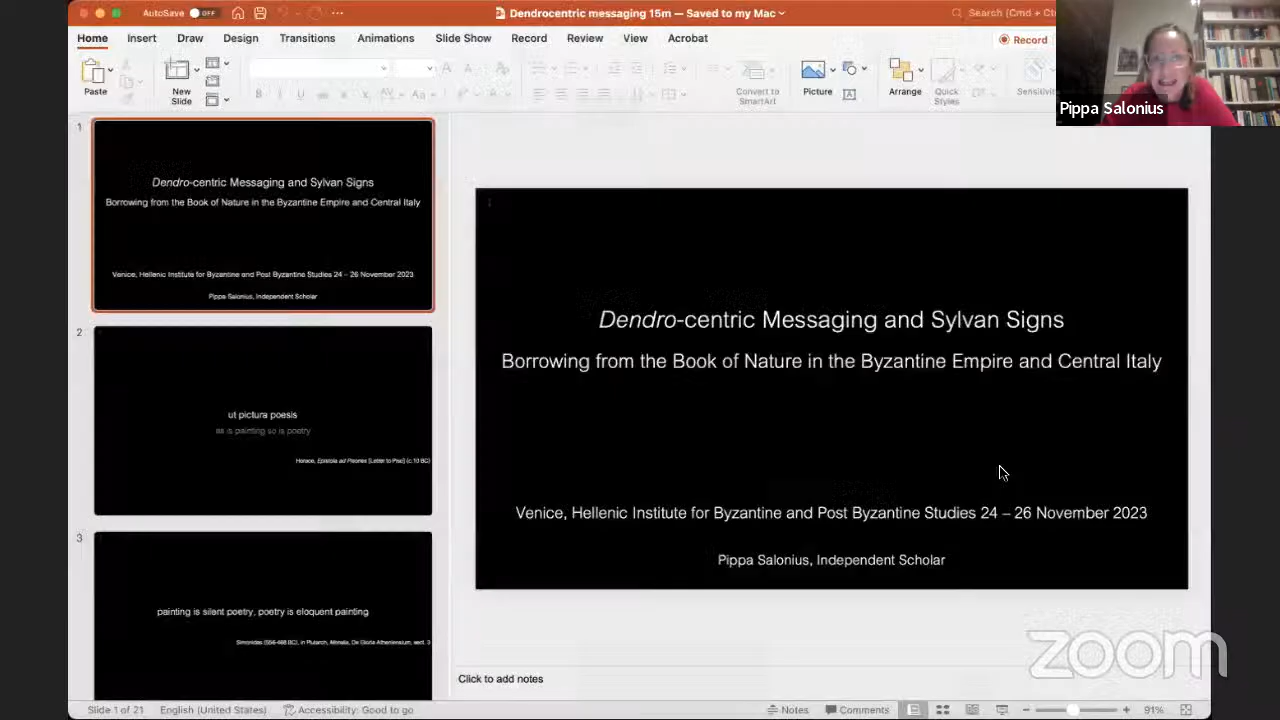 AutoSave OFF
Dendrocentric messaging 15m — Saved to my Mac
Search (Cmd + Ct
Home Insert Draw Design Transitions Animations Slide Show Record Review View Acrobat
Record
Paste
New Slide
Convert to SmartArt
Picture
Arrange
Quick Styles
Pippa Salonius
1
Dendro-centric Messaging and Sylvan Signs
Borrowing from the Book of Nature in the Byzantine Empire and Central Italy
Venice, Hellenic Institute for Byzantine and Post Byzantine Studies 24 – 26 November 2023
Pippa Salonius, Independent Scholar
2
ut pictura poesis
as is painting so is poetry
3
painting is silent poetry, poetry is eloquent painting
Dendro-centric Messaging and Sylvan Signs
Borrowing from the Book of Nature in the Byzantine Empire and Central Italy
Venice, Hellenic Institute for Byzantine and Post Byzantine Studies 24 – 26 November 2023
Pippa Salonius, Independent Scholar
zoom
Click to add notes
Slide 1 of 21
English (United States)
Accessibility: Good to go
Notes
Comments
91%